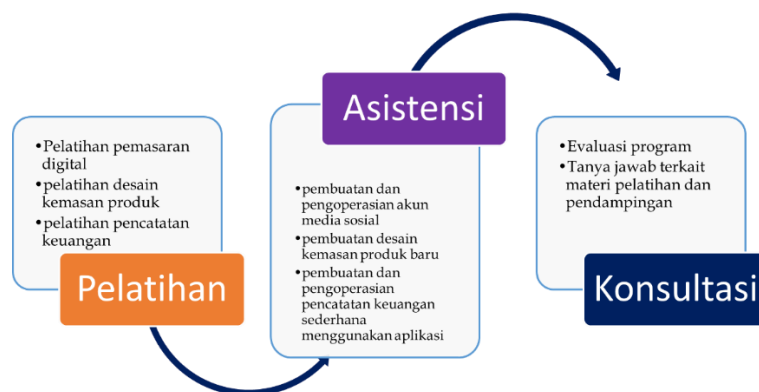 •Pelatihan pemasaran
digital
•pelatihan desain
kemasan produk
•pelatihan pencatatan
keuangan
Pelatihan
Asistensi
•pembuatan dan
pengoperasian akun
media sosial
•pembuatan desain
kemasan produk baru
•pembuatan dan
pengoperasian
pencatatan keuangan
sederhana
menggunakan aplikasi
•Evaluasi program
•Tanya jawab terkait
materi pelatihan dan
pendampingan
Konsultasi